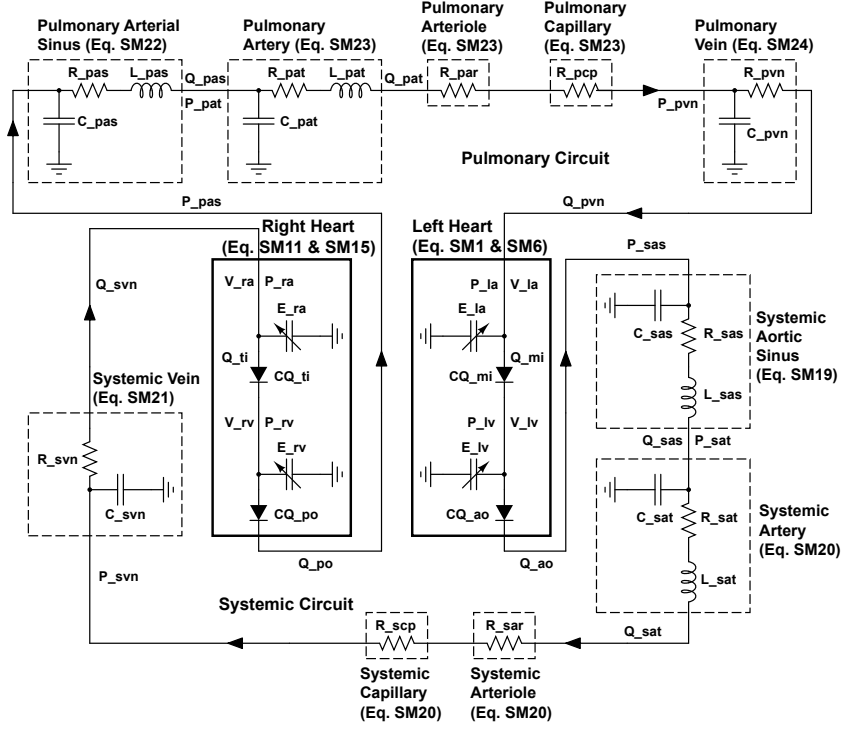 Pulmonary Arterial
Sinus (Eq. SM22)
Pulmonary
Artery (Eq. SM23)
Pulmonary
Arteriole
(Eq. SM23)
Pulmonary
Capillary
(Eq. SM23)
Pulmonary
Vein (Eq. SM24)
R_pas
L_pas
Q_pas
P_pat
C_pas
R_pat
L_pat
Q_pat
C_pat
R_par
R_pcp
P_pvn
R_pvn
C_pvn
Pulmonary Circuit
P_pas
Q_pvn
Right Heart
(Eq. SM11 & SM15)
Left Heart
(Eq. SM1 & SM6)
P_sas
Q_svn
V_ra
P_ra
E_ra
Q_ti
CQ_ti
V_rv
P_rv
E_rv
CQ_po
Q_po
P_la
V_la
E_la
Q_mi
CQ_mi
P_lv
V_lv
E_lv
CQ_ao
Q_ao
C_sas
R_sas
L_sas
Systemic
Aortic
Sinus
(Eq. SM19)
Q_sas
P_sat
C_sat
R_sat
L_sat
Systemic
Artery
(Eq. SM20)
Systemic Vein
(Eq. SM21)
R_svn
C_svn
P_svn
Systemic Circuit
R_scp
R_sar
Q_sat
Systemic
Capillary
(Eq. SM20)
Systemic
Arteriole
(Eq. SM20)